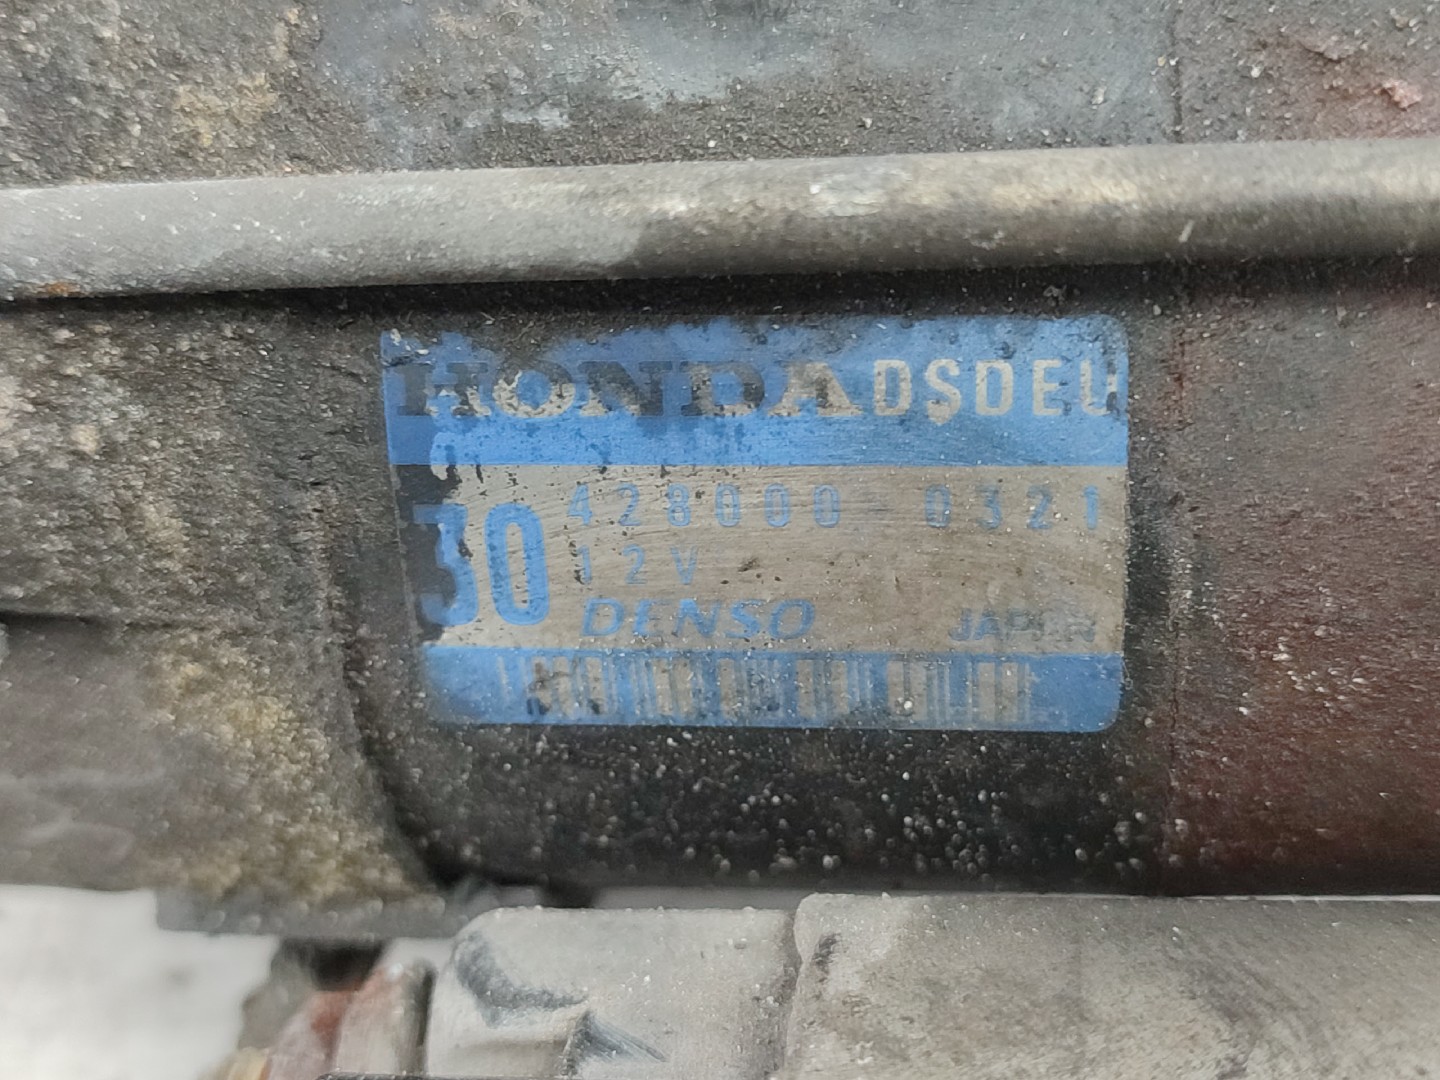 HONDA DSDEU
30
428000-0321
12V
DENSO JAPAN